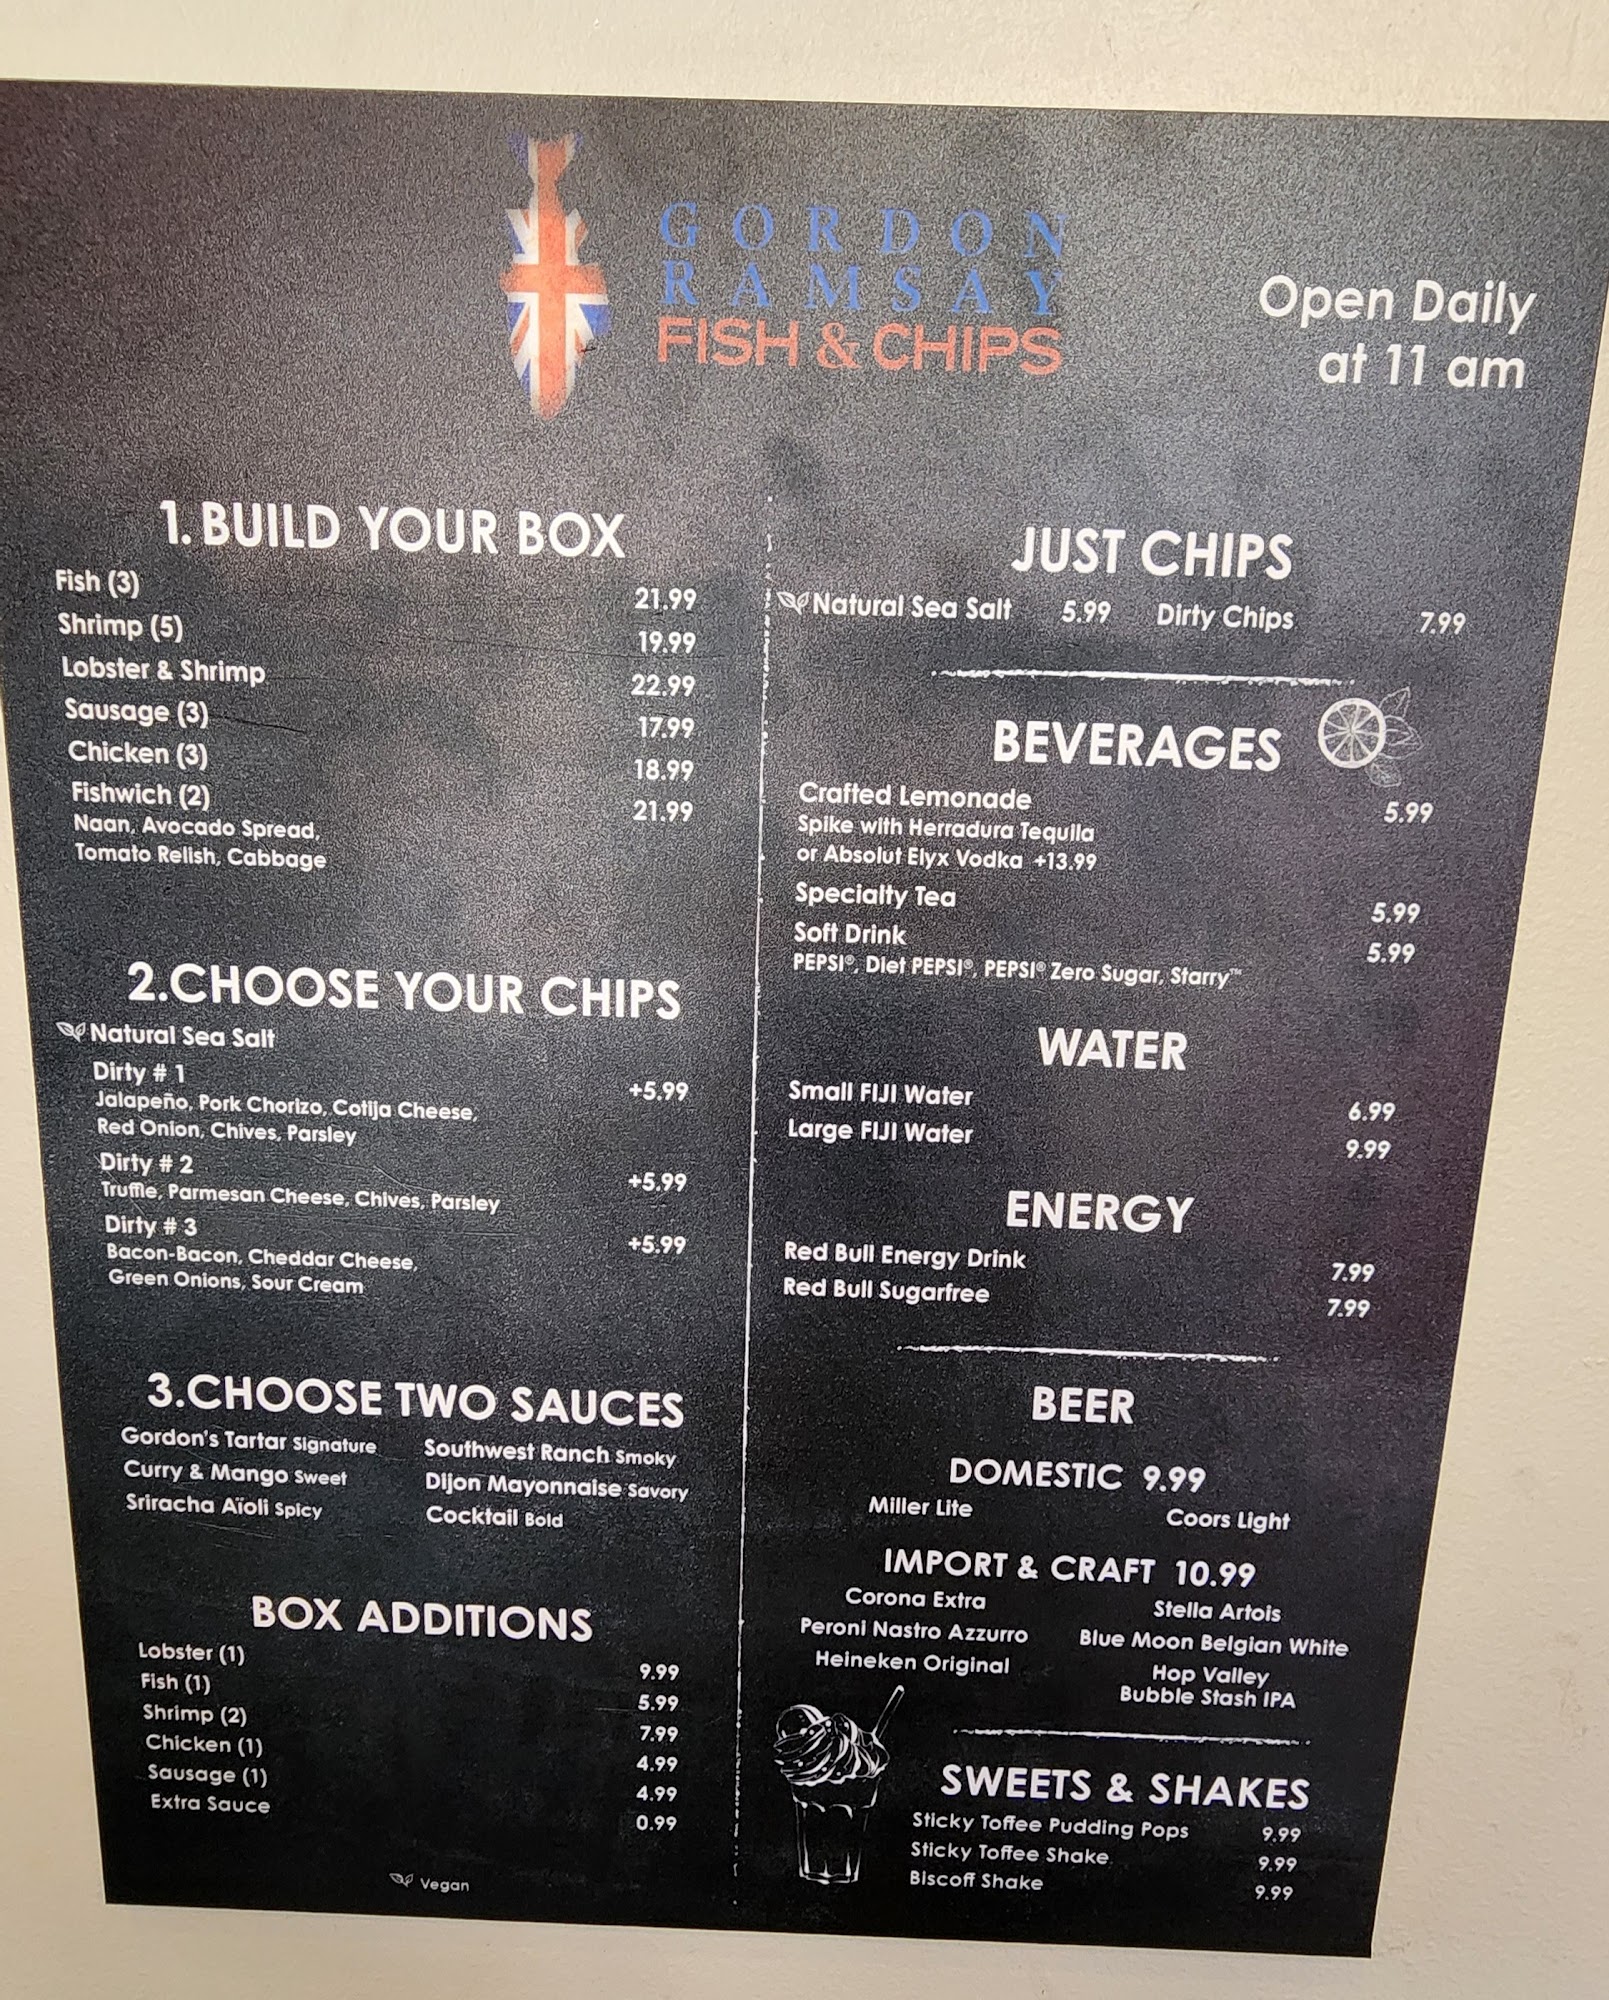 GORDON
RAMSAY
FISH & CHIPS
Open Daily
at 11 am
1. BUILD YOUR BOX
Fish (3) 21.99
Shrimp (5) 19.99
Lobster & Shrimp 22.99
Sausage (3) 17.99
Chicken (3) 18.99
Fishwich (2) 21.99
Naan, Avocado Spread,
Tomato Relish, Cabbage
2.CHOOSE YOUR CHIPS
Natural Sea Salt
Dirty # 1 +5.99
Jalapeño, Pork Chorizo, Cotija Cheese,
Red Onion, Chives, Parsley
Dirty # 2 +5.99
Truffle, Parmesan Cheese, Chives, Parsley
Dirty # 3 +5.99
Bacon-Bacon, Cheddar Cheese,
Green Onions, Sour Cream
3.CHOOSE TWO SAUCES
Gordon's Tartar Signature Southwest Ranch Smoky
Curry & Mango Sweet Dijon Mayonnaise Savory
Sriracha Aïoli Spicy Cocktail Bold
BOX ADDITIONS
Lobster (1) 9.99
Fish (1) 5.99
Shrimp (2) 7.99
Chicken (1) 4.99
Sausage (1) 4.99
Extra Sauce 0.99
Vegan
JUST CHIPS
Natural Sea Salt 5.99 Dirty Chips 7.99
BEVERAGES
Crafted Lemonade 5.99
Spike with Herradura Tequila
or Absolut Elyx Vodka +13.99
Specialty Tea 5.99
Soft Drink 5.99
PEPSI®, Diet PEPSI®, PEPSI® Zero Sugar, Starry™
WATER
Small FIJI Water 6.99
Large FIJI Water 9.99
ENERGY
Red Bull Energy Drink 7.99
Red Bull Sugarfree 7.99
BEER
DOMESTIC 9.99
Miller Lite Coors Light
IMPORT & CRAFT 10.99
Corona Extra Stella Artois
Peroni Nastro Azzurro Blue Moon Belgian White
Heineken Original Hop Valley
Bubble Stash IPA
SWEETS & SHAKES
Sticky Toffee Pudding Pops 9.99
Sticky Toffee Shake 9.99
Biscoff Shake 9.99